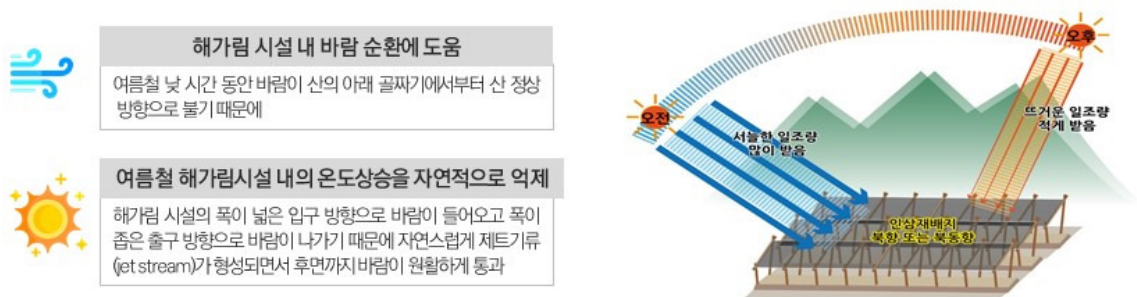 해가림 시설 내 바람 순환에 도움
여름철 낮 시간 동안 바람이 산의 아래 골짜기에서부터 산 정상
방향으로 불기 때문에
여름철 해가림시설 내의 온도상승을 자연적으로 억제
해가림 시설의 폭이 넓은 입구 방향으로 바람이 들어오고 폭이
좁은 출구 방향으로 바람이 나가기 때문에 자연스럽게 제트기류
(jet stream)가 형성되면서 후면까지 바람이 원활하게 통과
오후
오전
뜨거운 일조량
적게 받음
서늘한 일조량
많이 받음
인삼재배지
북향 또는 북동향